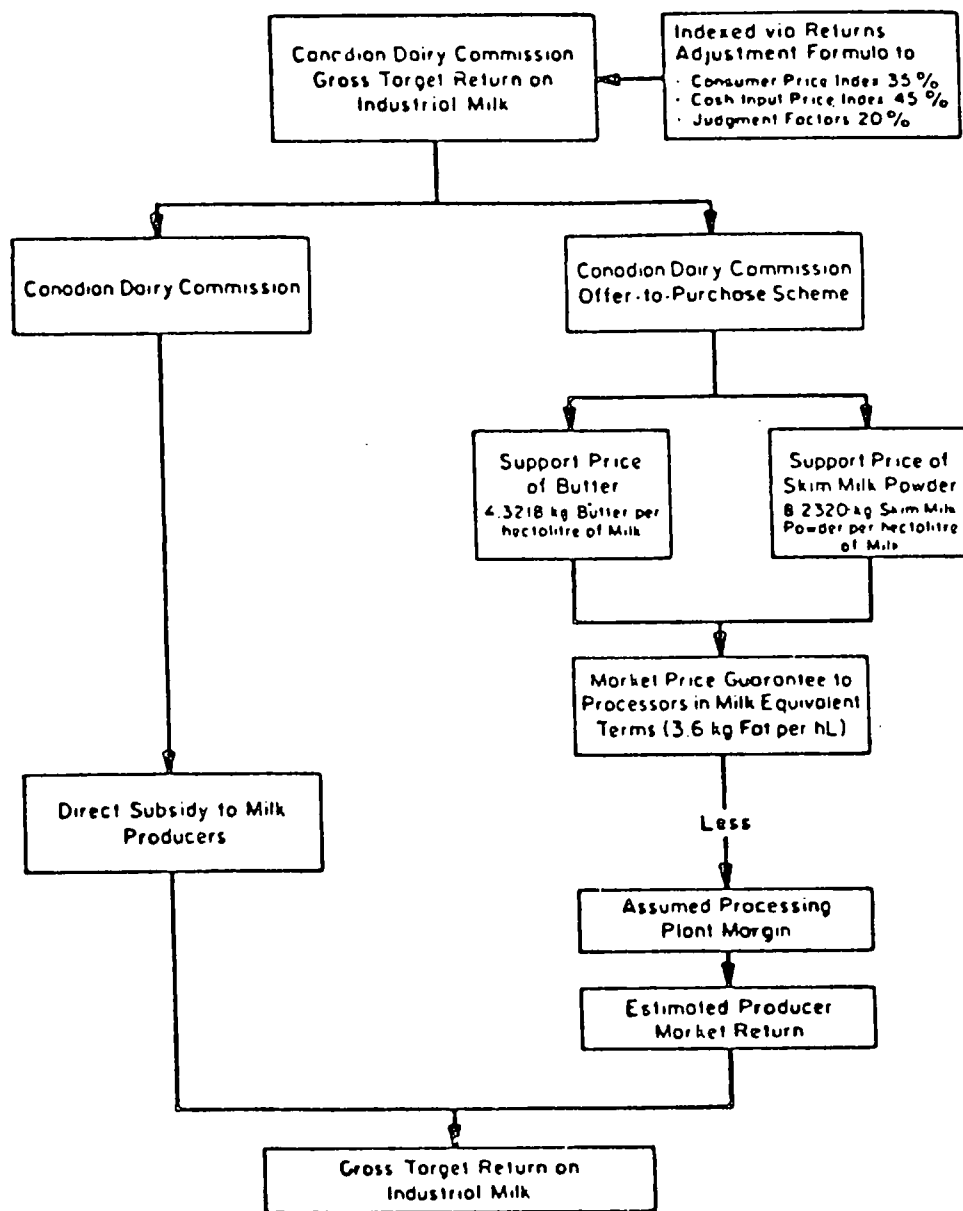 Canadian Dairy Commission
Gross Target Return on
Industrial Milk
Indexed via Returns
Adjustment Formula to
· Consumer Price Index 35%
· Cash Input Price Index 45%
· Judgment Factors 20%
Canadian Dairy Commission
Canadian Dairy Commission
Offer-to-Purchase Scheme
Support Price
of Butter
4.3218 kg Butter per
hectolitre of Milk
Support Price of
Skim Milk Powder
8.2320-kg Skim Milk
Powder per hectolitre
of Milk
Market Price Guarantee to
Processors in Milk Equivalent
Terms (3.6 kg Fat per hL)
Direct Subsidy to Milk
Producers
Less
Assumed Processing
Plant Margin
Estimated Producer
Market Return
Gross Target Return on
Industrial Milk